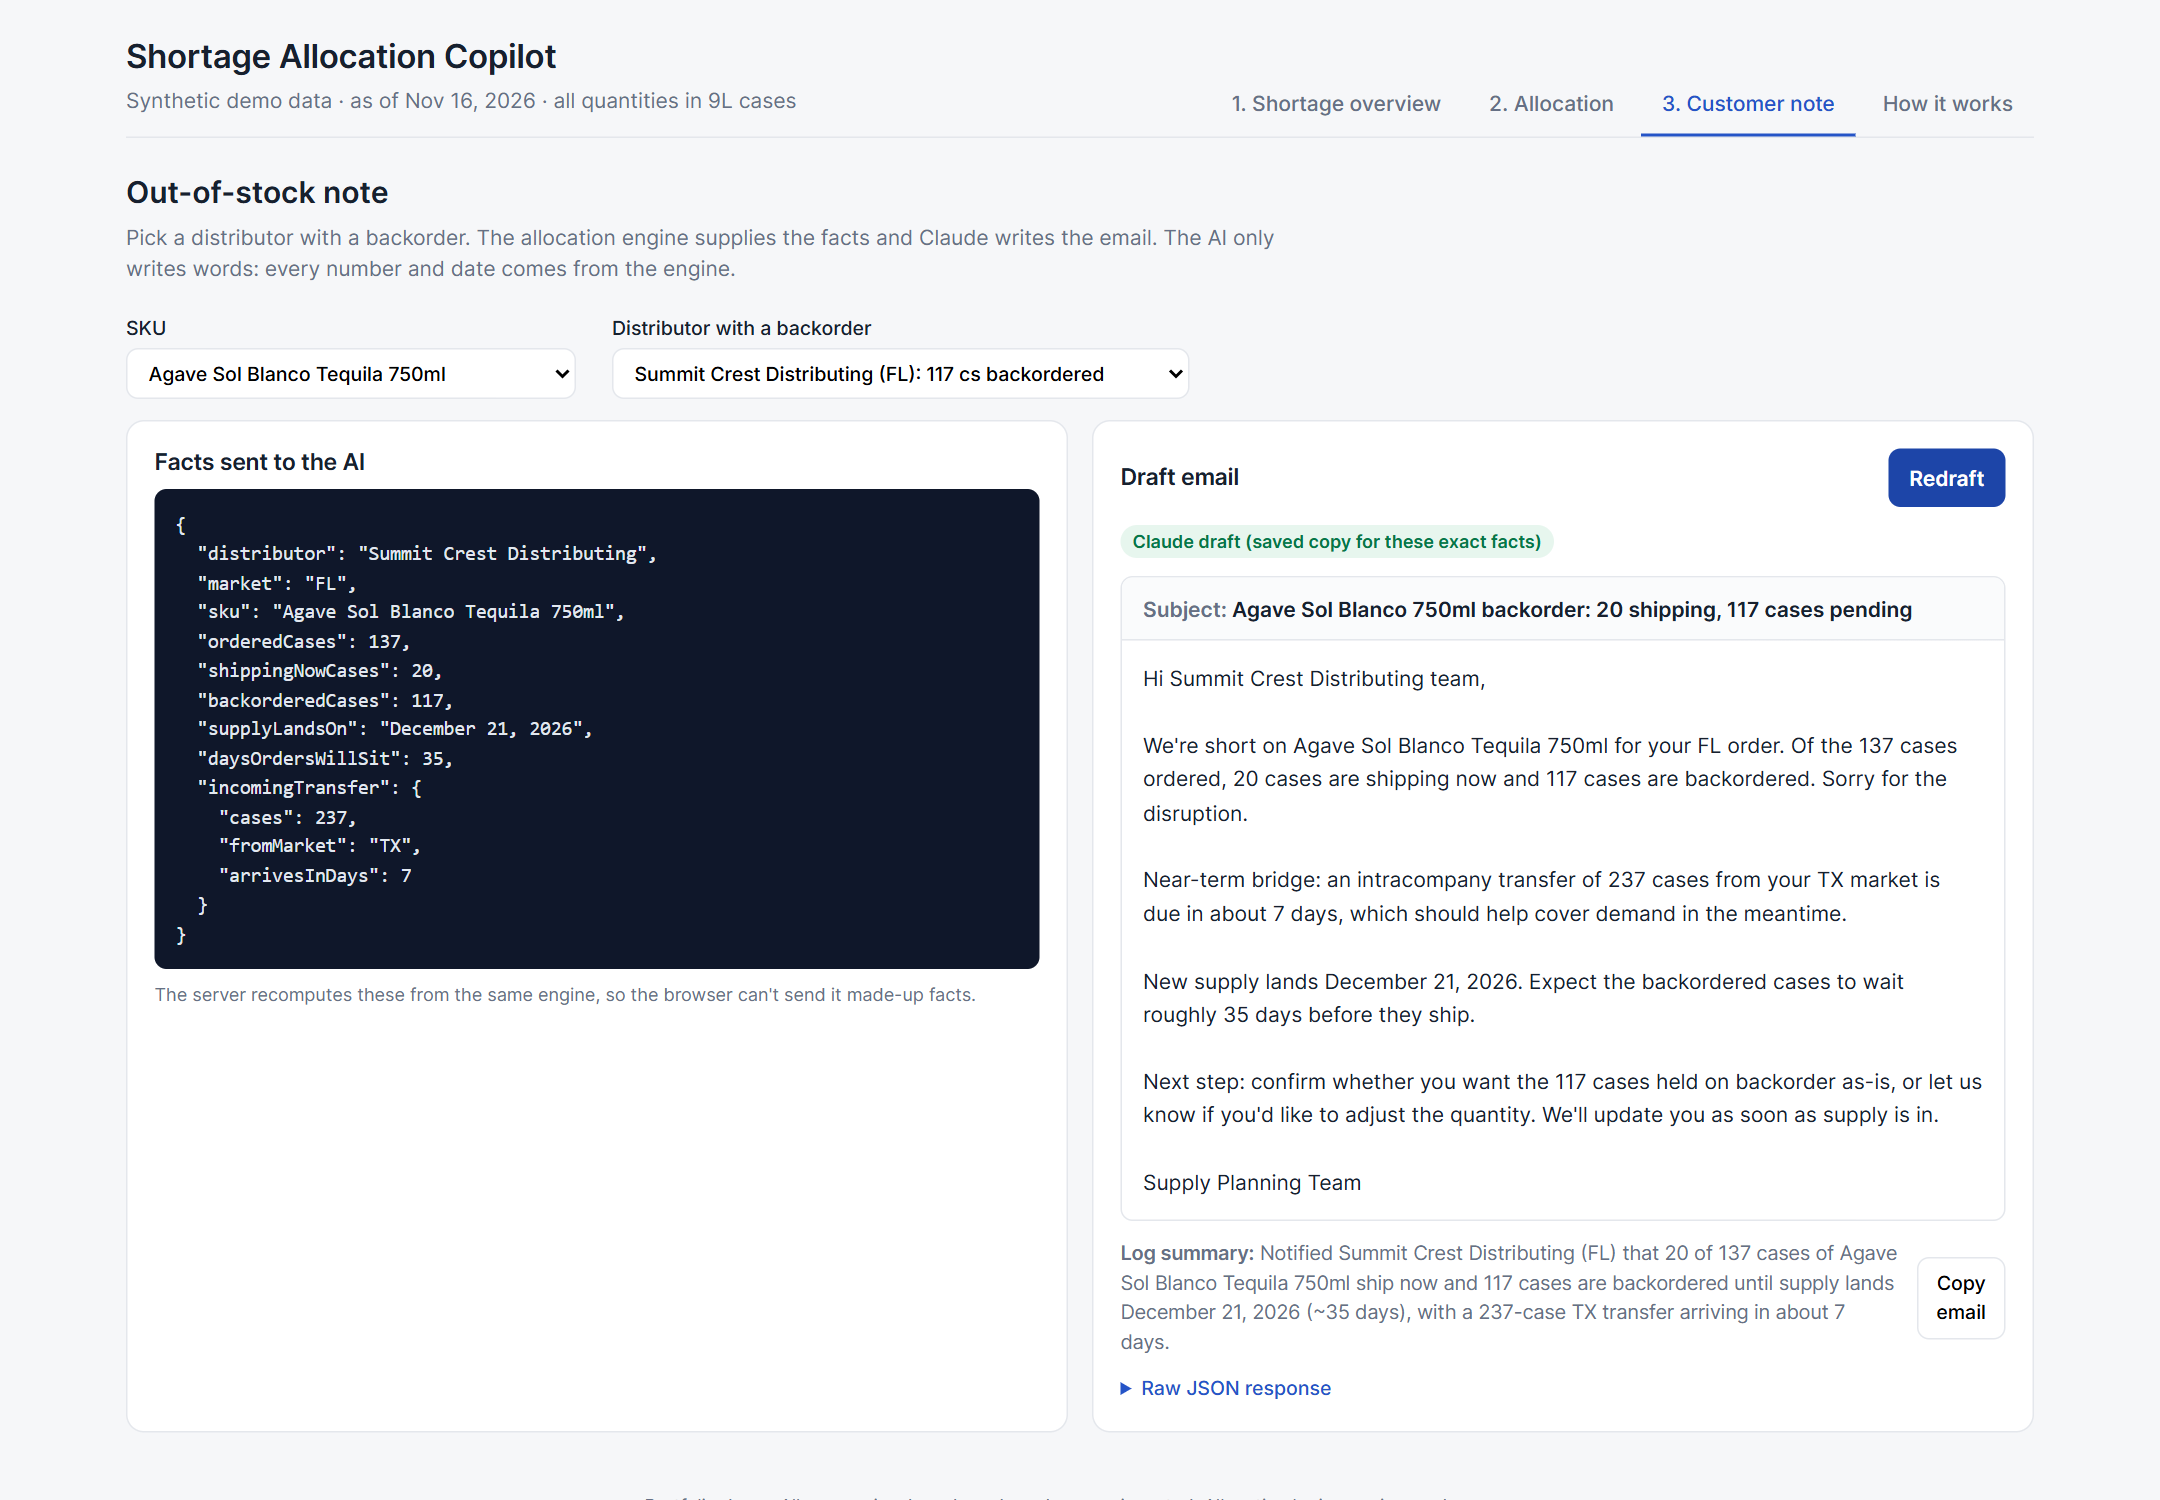 Shortage Allocation Copilot
Synthetic demo data · as of Nov 16, 2026 · all quantities in 9L cases
1. Shortage overview
2. Allocation
3. Customer note
How it works
Out-of-stock note
Pick a distributor with a backorder. The allocation engine supplies the facts and Claude writes the email. The AI only
writes words: every number and date comes from the engine.
SKU
Agave Sol Blanco Tequila 750ml
Distributor with a backorder
Summit Crest Distributing (FL): 117 cs backordered
Facts sent to the AI
{
"distributor": "Summit Crest Distributing",
"market": "FL",
"sku": "Agave Sol Blanco Tequila 750ml",
"orderedCases": 137,
"shippingNowCases": 20,
"backorderedCases": 117,
"supplyLandsOn": "December 21, 2026",
"daysOrdersWillSit": 35,
"incomingTransfer": {
"cases": 237,
"fromMarket": "TX",
"arrivesInDays": 7
}
}
The server recomputes these from the same engine, so the browser can't send it made-up facts.
Draft email
Redraft
Claude draft (saved copy for these exact facts)
Subject: Agave Sol Blanco 750ml backorder: 20 shipping, 117 cases pending
Hi Summit Crest Distributing team,
We're short on Agave Sol Blanco Tequila 750ml for your FL order. Of the 137 cases
ordered, 20 cases are shipping now and 117 cases are backordered. Sorry for the
disruption.
Near-term bridge: an intracompany transfer of 237 cases from your TX market is
due in about 7 days, which should help cover demand in the meantime.
New supply lands December 21, 2026. Expect the backordered cases to wait
roughly 35 days before they ship.
Next step: confirm whether you want the 117 cases held on backorder as-is, or let us
know if you'd like to adjust the quantity. We'll update you as soon as supply is in.
Supply Planning Team
Log summary: Notified Summit Crest Distributing (FL) that 20 of 137 cases of Agave
Sol Blanco Tequila 750ml ship now and 117 cases are backordered until supply lands
December 21, 2026 (~35 days), with a 237-case TX transfer arriving in about 7
days.
Copy
email
Raw JSON response